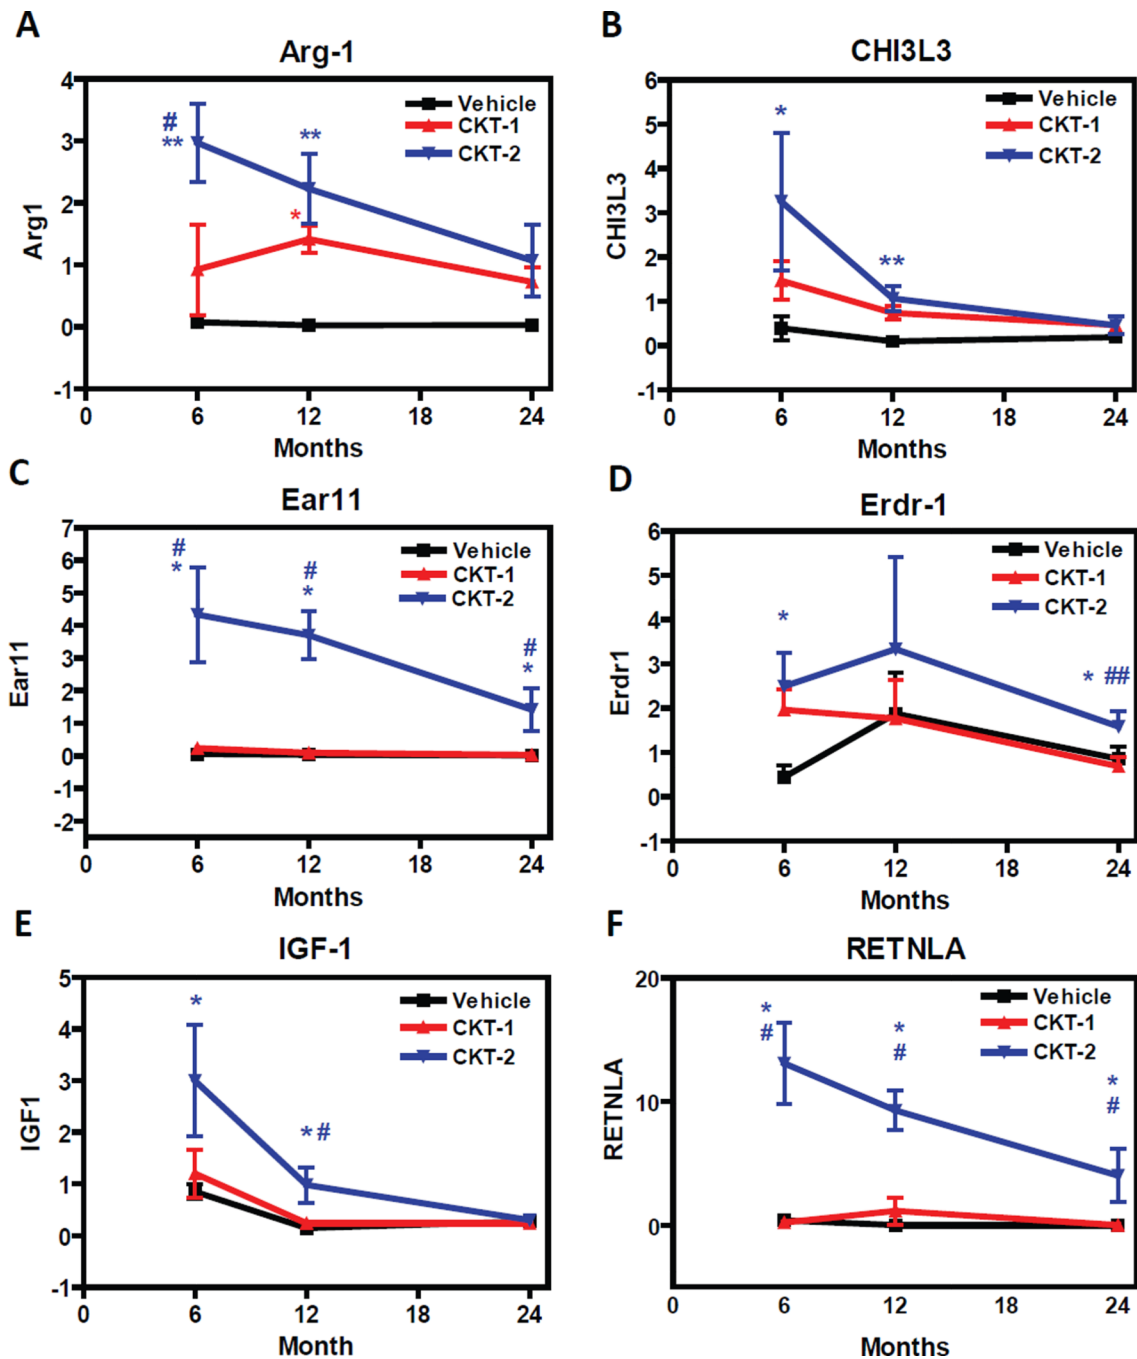 A
Arg-1
4
3
2
1
0
-1
Arg1
#
**
**
*
Vehicle
CKT-1
CKT-2
0
6
12
18
24
Months
B
CHI3L3
6
5
4
3
2
1
0
-1
CHI3L3
*
**
Vehicle
CKT-1
CKT-2
0
6
12
18
24
Months
C
Ear11
7
6
5
4
3
2
1
0
-1
-2
Ear11
#
*
#
*
#
*
Vehicle
CKT-1
CKT-2
0
6
12
18
24
Months
D
Erdr-1
6
5
4
3
2
1
0
-1
Erdr1
*
* ##
Vehicle
CKT-1
CKT-2
0
6
12
18
24
Months
E
IGF-1
5
4
3
2
1
0
-1
IGF1
*
* #
Vehicle
CKT-1
CKT-2
0
6
12
18
24
Month
F
RETNLA
20
10
0
RETNLA
*
#
*
#
*
#
Vehicle
CKT-1
CKT-2
0
6
12
18
24
Months